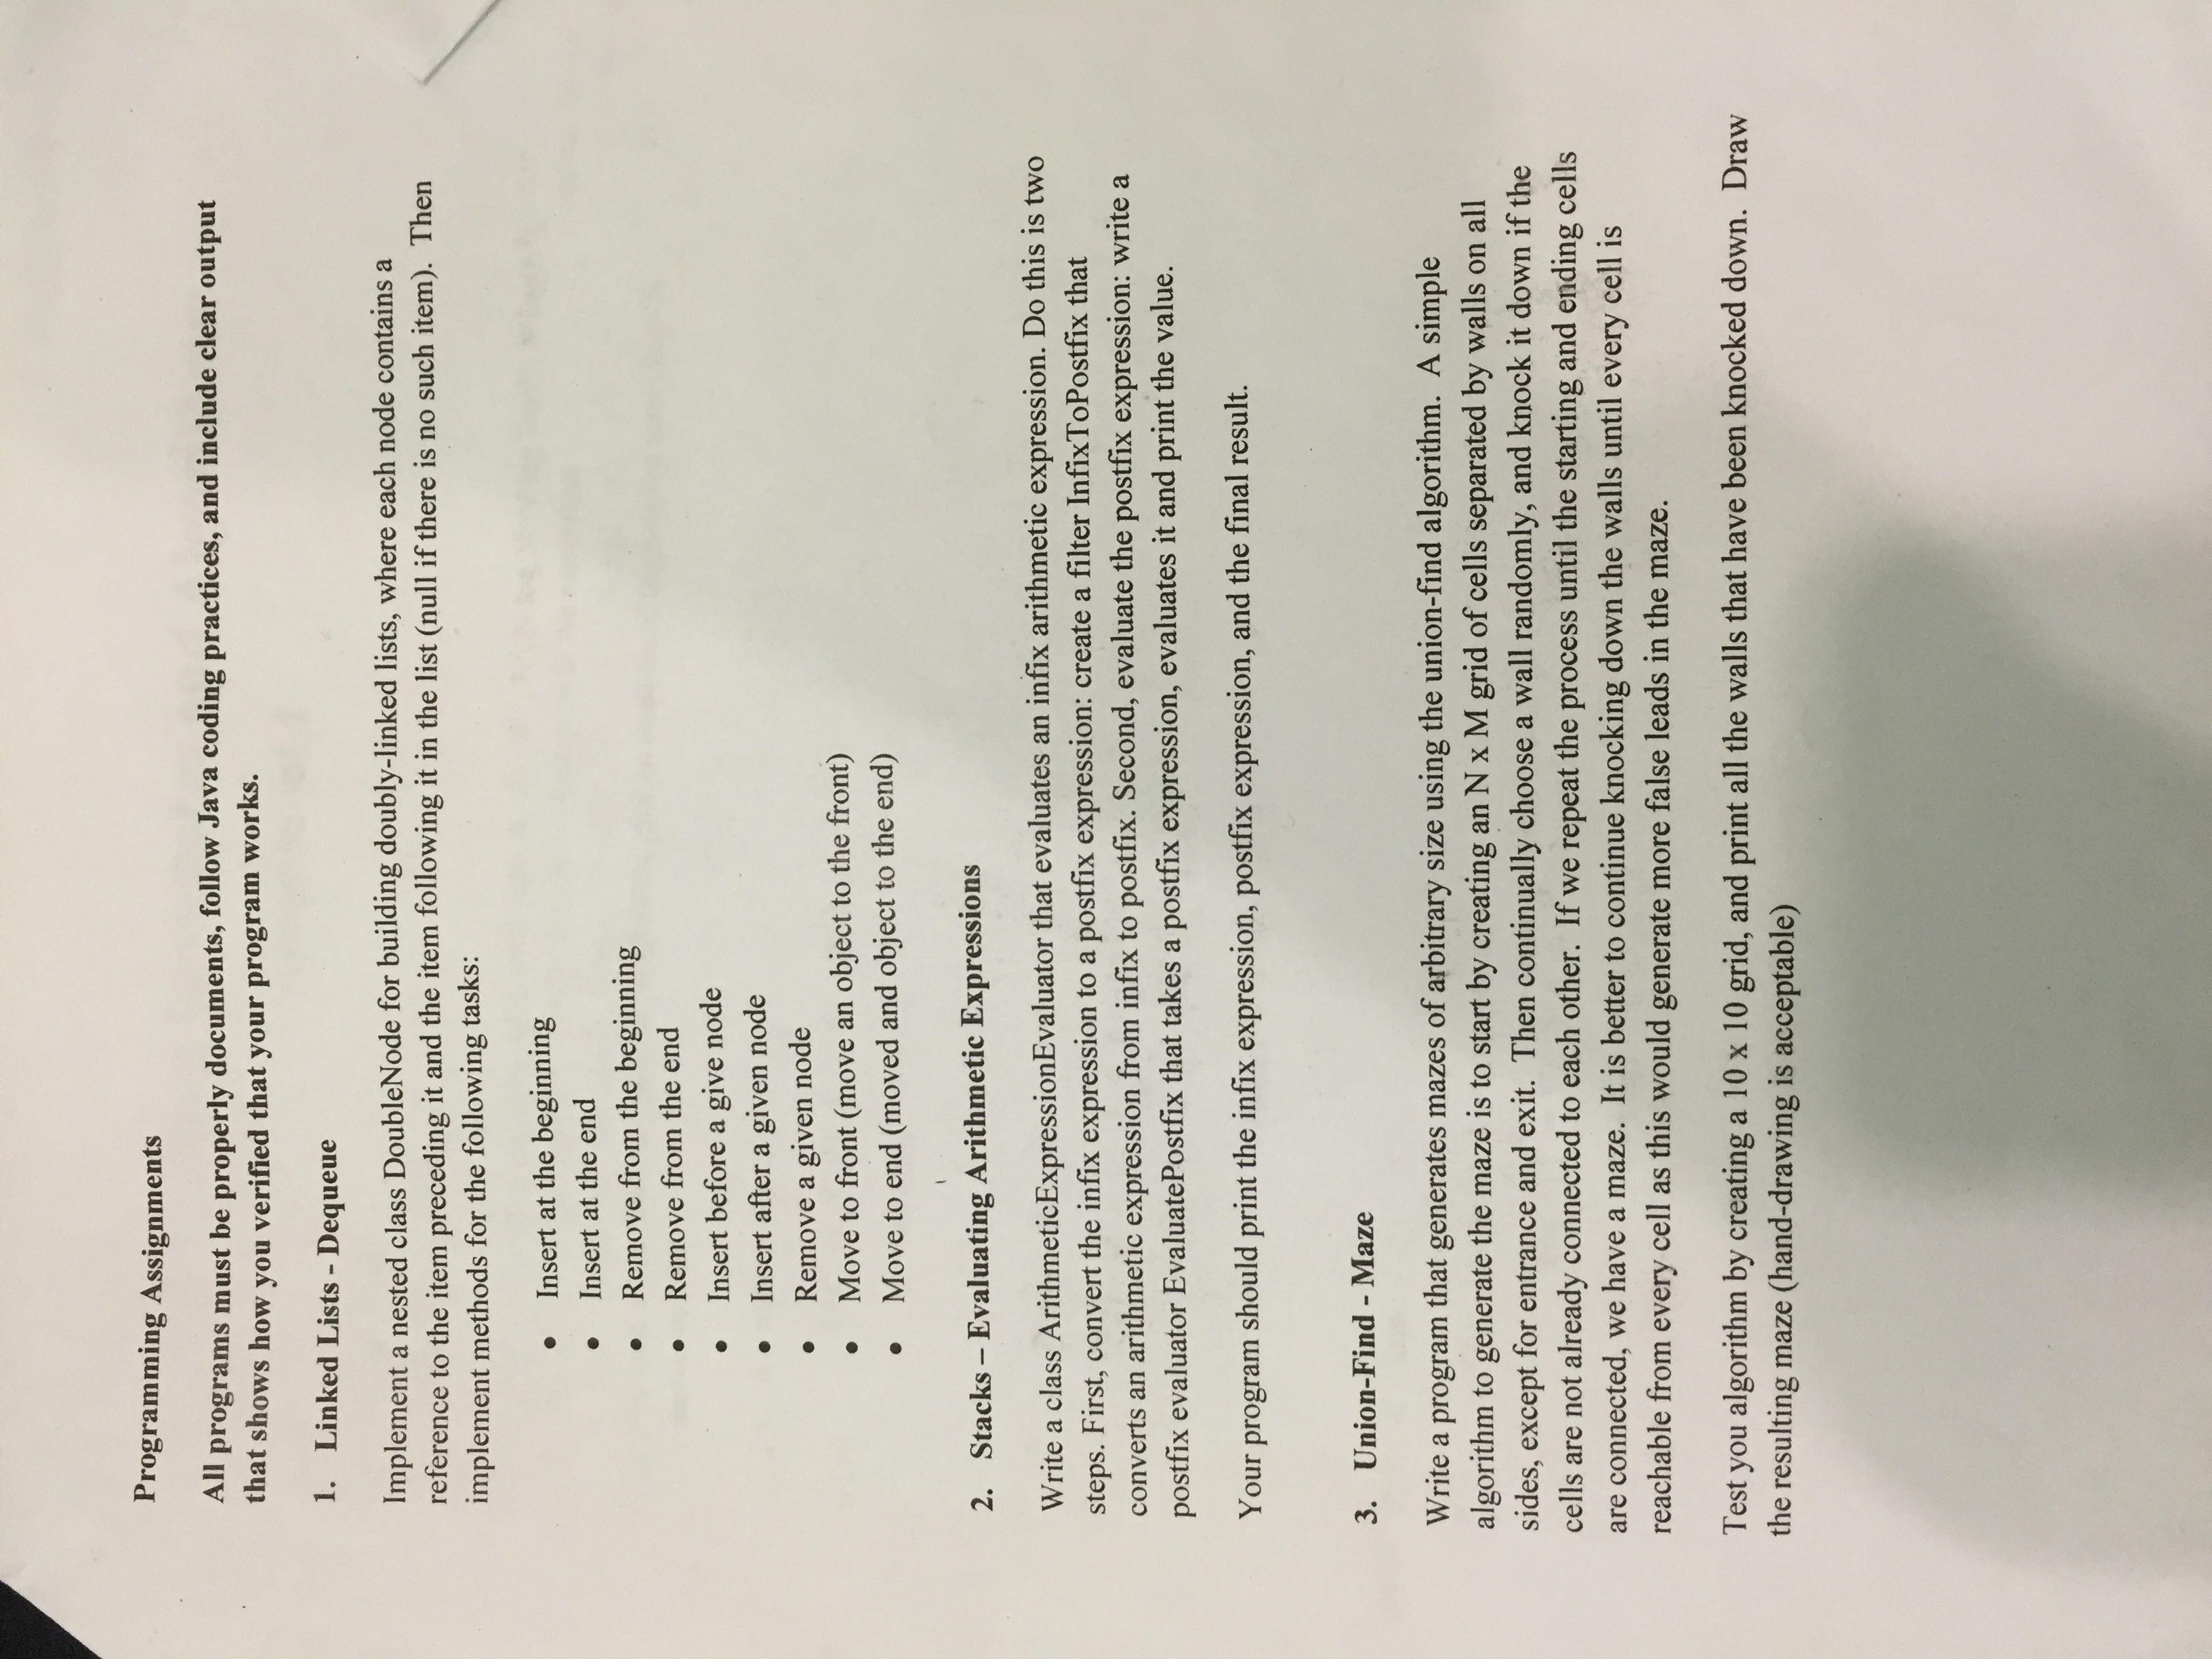 Programming Assignments
All programs must be properly documents, follow Java coding practices, and include clear output
that shows how you verified that your program works.
1. Linked Lists - Dequeue
Implement a nested class DoubleNode for building doubly-linked lists, where each node contains a
reference to the item preceding it and the item following it in the list (null if there is no such item). Then
implement methods for the following tasks:
• Insert at the beginning
• Insert at the end
• Remove from the beginning
• Remove from the end
• Insert before a give node
• Insert after a given node
• Remove a given node
• Move to front (move an object to the front)
• Move to end (moved and object to the end)
2. Stacks – Evaluating Arithmetic Expressions
Write a class ArithmeticExpressionEvaluator that evaluates an infix arithmetic expression. Do this is two
steps. First, convert the infix expression to a postfix expression: create a filter InfixToPostfix that
converts an arithmetic expression from infix to postfix. Second, evaluate the postfix expression: write a
postfix evaluator EvaluatePostfix that takes a postfix expression, evaluates it and print the value.
Your program should print the infix expression, postfix expression, and the final result.
3. Union-Find - Maze
Write a program that generates mazes of arbitrary size using the union-find algorithm. A simple
algorithm to generate the maze is to start by creating an N x M grid of cells separated by walls on all
sides, except for entrance and exit. Then continually choose a wall randomly, and knock it down if the
cells are not already connected to each other. If we repeat the process until the starting and ending cells
are connected, we have a maze. It is better to continue knocking down the walls until every cell is
reachable from every cell as this would generate more false leads in the maze.
Test you algorithm by creating a 10 x 10 grid, and print all the walls that have been knocked down. Draw
the resulting maze (hand-drawing is acceptable)